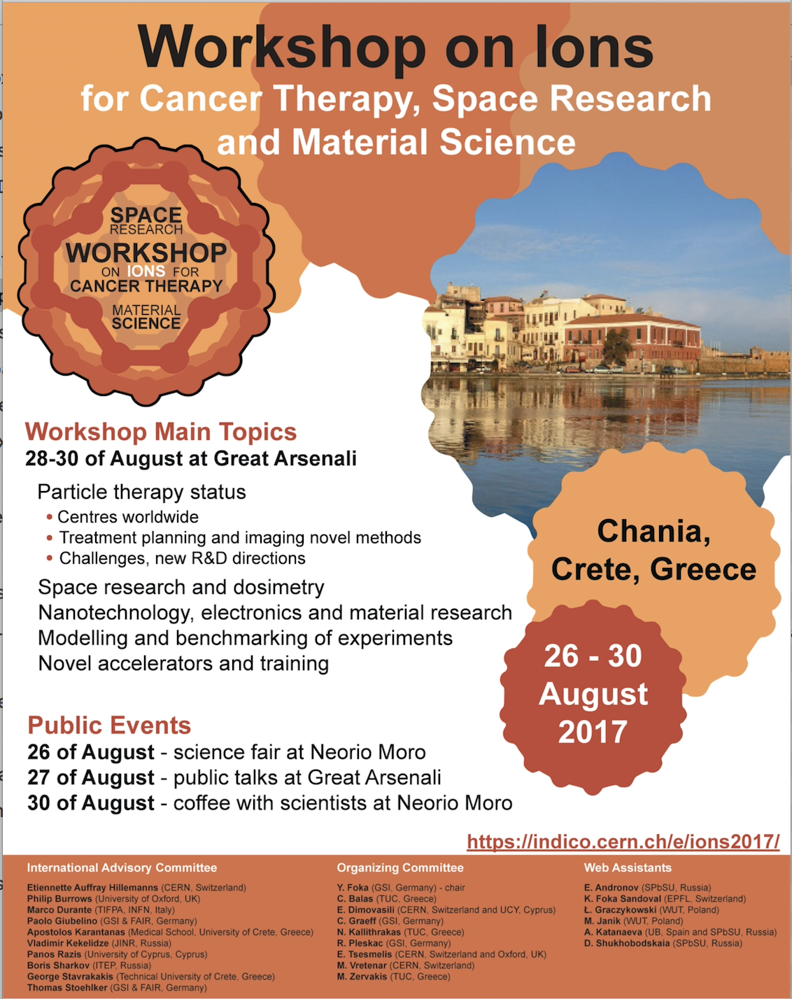 Workshop on Ions
for Cancer Therapy, Space Research
and Material Science
SPACE
RESEARCH
WORKSHOP
ON IONS FOR
CANCER THERAPY
MATERIAL
SCIENCE
Workshop Main Topics
28-30 of August at Great Arsenali
Particle therapy status
• Centres worldwide
• Treatment planning and imaging novel methods
• Challenges, new R&D directions
Space research and dosimetry
Nanotechnology, electronics and material research
Modelling and benchmarking of experiments
Novel accelerators and training
Chania,
Crete, Greece
26 - 30
August
2017
Public Events
26 of August - science fair at Neorio Moro
27 of August - public talks at Great Arsenali
30 of August - coffee with scientists at Neorio Moro
https://indico.cern.ch/e/ions2017/
International Advisory Committee
Etiennette Auffray Hillemanns (CERN, Switzerland)
Philip Burrows (University of Oxford, UK)
Marco Durante (TIFPA, INFN, Italy)
Paolo Giubelino (GSI & FAIR, Germany)
Apostolos Karantanas (Medical School, University of Crete, Greece)
Vladimir Kekelidze (JINR, Russia)
Panos Razis (University of Cyprus, Cyprus)
Boris Sharkov (ITEP, Russia)
George Stavrakakis (Technical University of Crete, Greece)
Thomas Stoehlker (GSI & FAIR, Germany)
Organizing Committee
Y. Foka (GSI, Germany) - chair
C. Balas (TUC, Greece)
E. Dimovasili (CERN, Switzerland and UCY, Cyprus)
C. Graeff (GSI, Germany)
N. Kallithrakas (TUC, Greece)
R. Pleskac (GSI, Germany)
E. Tsesmelis (CERN, Switzerland and Oxford, UK)
M. Vretenar (CERN, Switzerland)
M. Zervakis (TUC, Greece)
Web Assistants
E. Andronov (SPbSU, Russia)
K. Foka Sandoval (EPFL, Switzerland)
Ł. Graczykowski (WUT, Poland)
M. Janik (WUT, Poland)
A. Katanaeva (UB, Spain and SPbSU, Russia)
D. Shukhobodskaia (SPbSU, Russia)